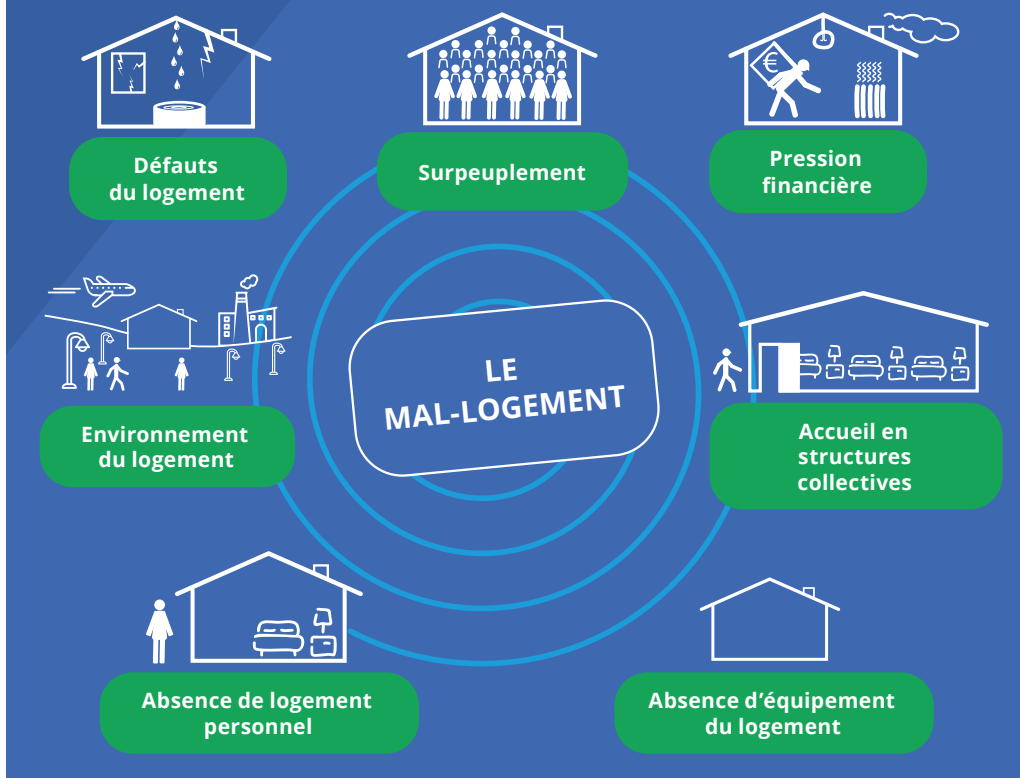 €
Défauts
du logement
Surpeuplement
Pression
financière
LE
MAL-LOGEMENT
Environnement
du logement
Accueil en
structures
collectives
Absence de logement
personnel
Absence d’équipement
du logement